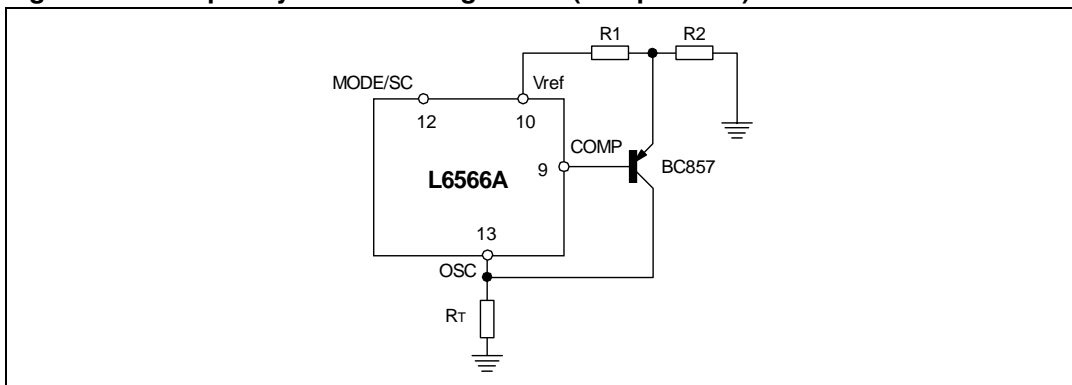 R1
R2
MODE/SC
Vref
12
10
COMP
9
BC857
L6566A
13
OSC
RT